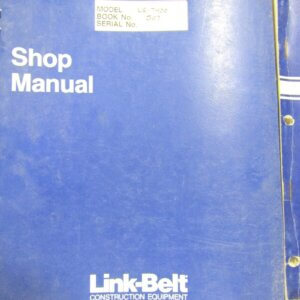 MODEL
BOOK No.
SERIAL No.
Shop
Manual
Link-Belt
CONSTRUCTION EQUIPMENT